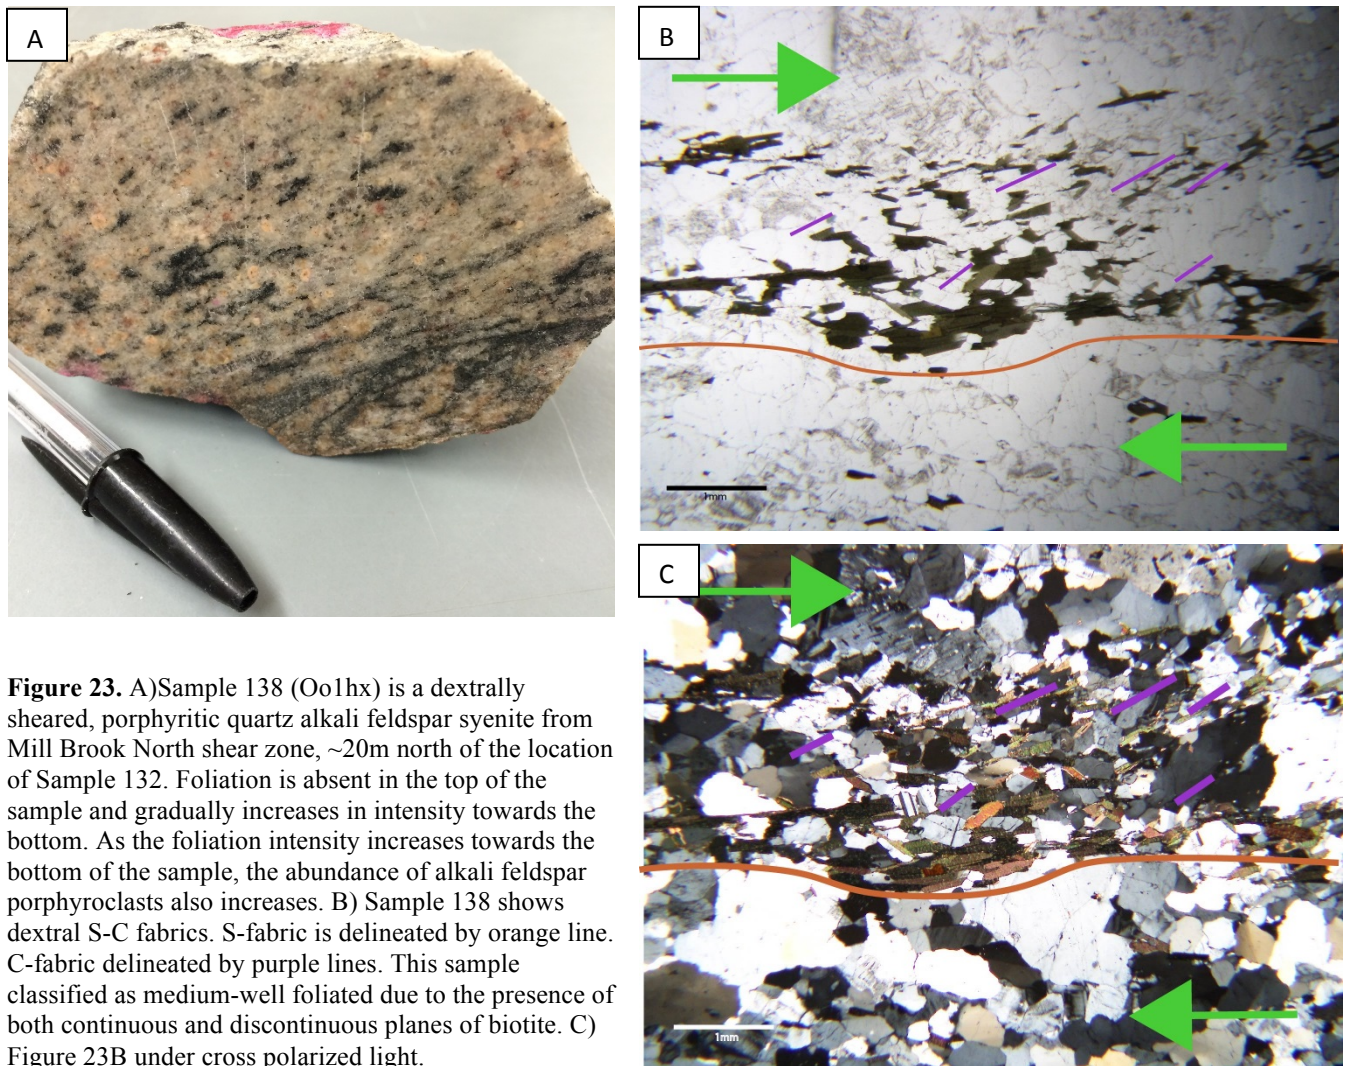 A
B
1mm
C
1mm
Figure 23. A)Sample 138 (Oo1hx) is a dextrally
sheared, porphyritic quartz alkali feldspar syenite from
Mill Brook North shear zone, ~20m north of the location
of Sample 132. Foliation is absent in the top of the
sample and gradually increases in intensity towards the
bottom. As the foliation intensity increases towards the
bottom of the sample, the abundance of alkali feldspar
porphyroclasts also increases. B) Sample 138 shows
dextral S-C fabrics. S-fabric is delineated by orange line.
C-fabric delineated by purple lines. This sample
classified as medium-well foliated due to the presence of
both continuous and discontinuous planes of biotite. C)
Figure 23B under cross polarized light.